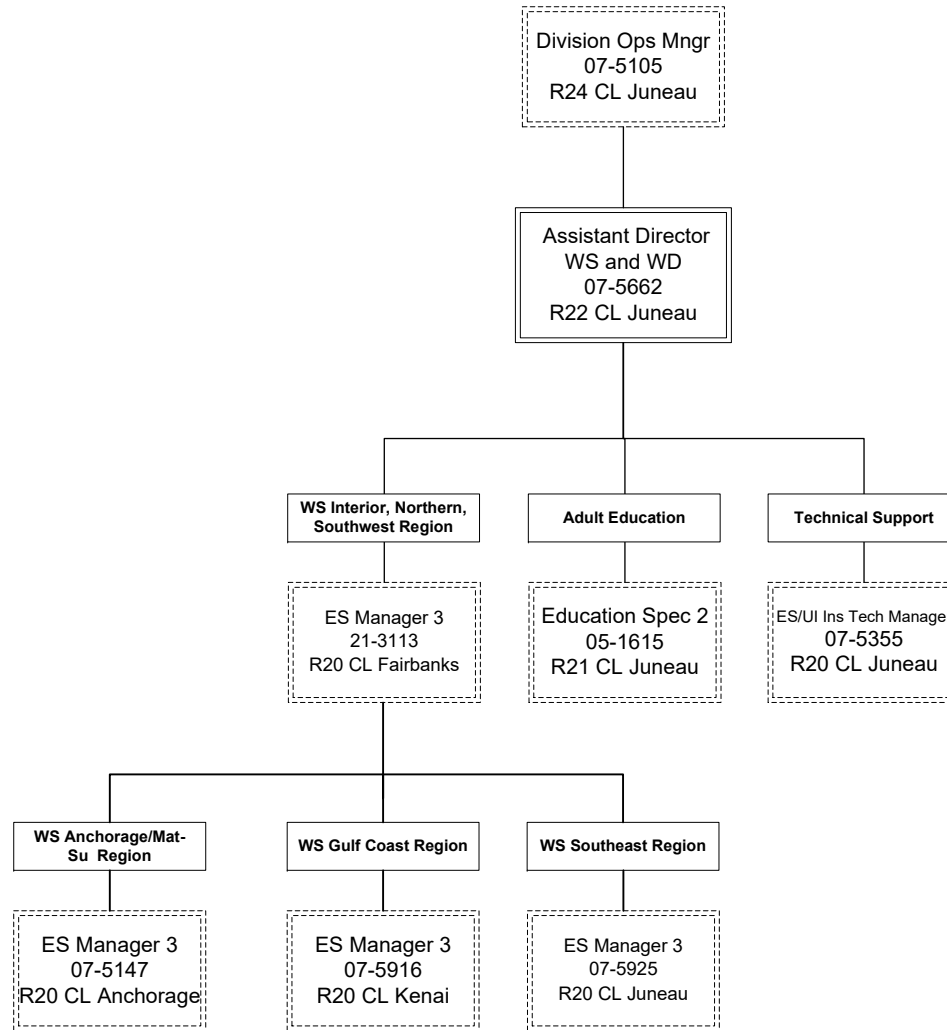 Division Ops Mngr
07-5105
R24 CL Juneau
Assistant Director
WS and WD
07-5662
R22 CL Juneau
WS Interior, Northern,
Southwest Region
Adult Education
Technical Support
ES Manager 3
21-3113
R20 CL Fairbanks
Education Spec 2
05-1615
R21 CL Juneau
ES/UI Ins Tech Manage
07-5355
R20 CL Juneau
WS Anchorage/Mat-
Su Region
WS Gulf Coast Region
WS Southeast Region
ES Manager 3
07-5147
R20 CL Anchorage
ES Manager 3
07-5916
R20 CL Kenai
ES Manager 3
07-5925
R20 CL Juneau